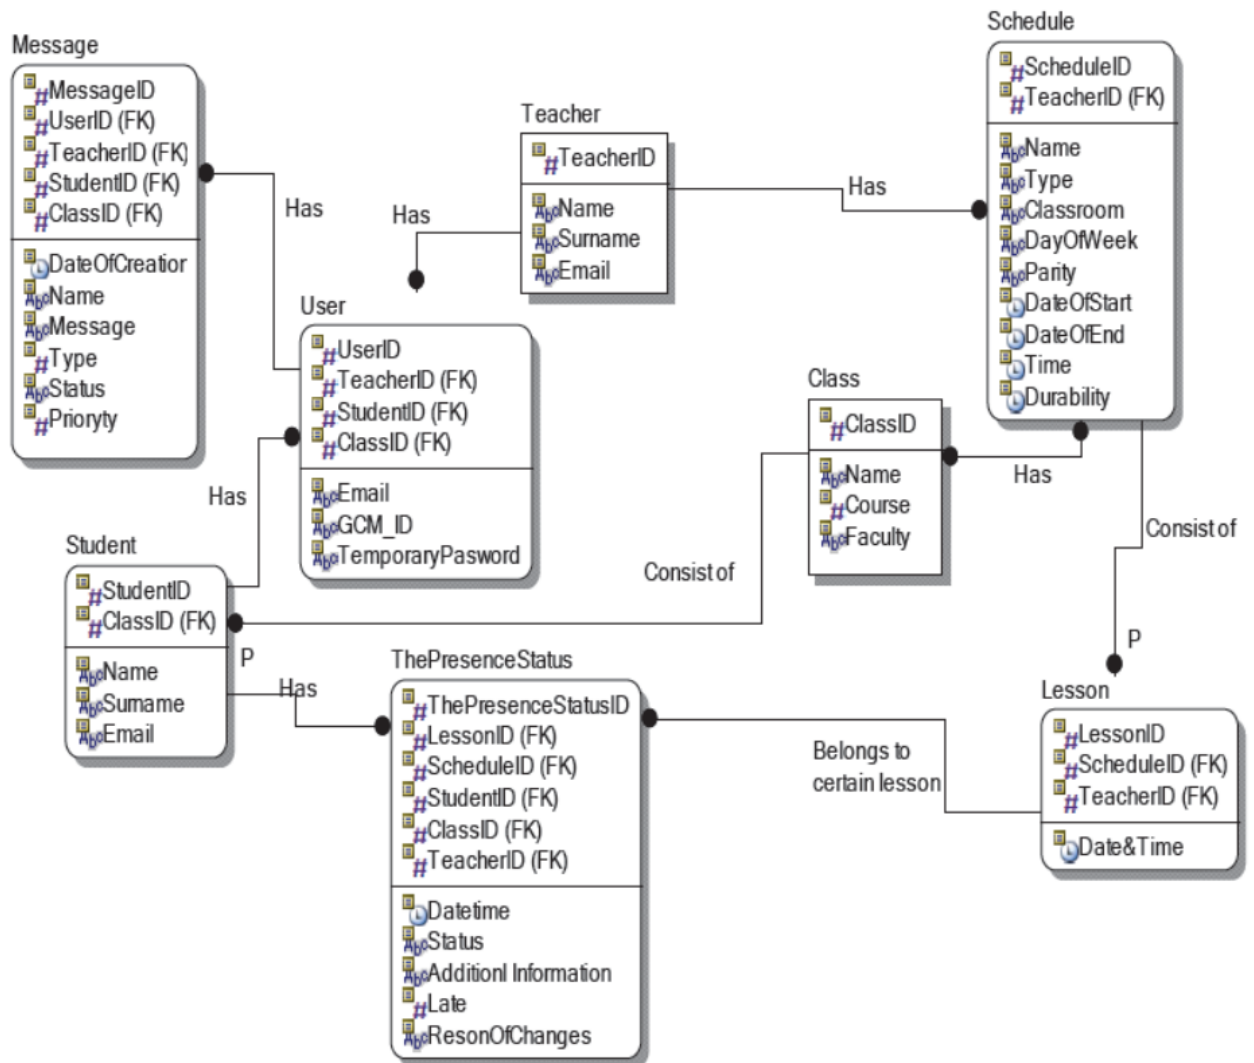 Message
MessageID
UserID (FK)
TeacherID (FK)
StudentID (FK)
ClassID (FK)
DateOfCreatior
Name
Message
Type
Status
Prioryty
Has
Has
Teacher
TeacherID
Name
Surname
Email
Has
Schedule
ScheduleID
TeacherID (FK)
Name
Type
Classroom
DayOfWeek
Parity
DateOfStart
DateOfEnd
Time
Durability
User
UserID
TeacherID (FK)
StudentID (FK)
ClassID (FK)
Email
GCM_ID
TemporaryPasword
Class
ClassID
Name
Course
Faculty
Has
Consist of
Has
Consist of
Student
StudentID
ClassID (FK)
Name
Surname
Email
P
Has
ThePresenceStatus
ThePresenceStatusID
LessonID (FK)
ScheduleID (FK)
StudentID (FK)
ClassID (FK)
TeacherID (FK)
Datetime
Status
Additionl Information
Late
ResonOfChanges
Belongs to
certain lesson
P
Lesson
LessonID
ScheduleID (FK)
TeacherID (FK)
Date&Time